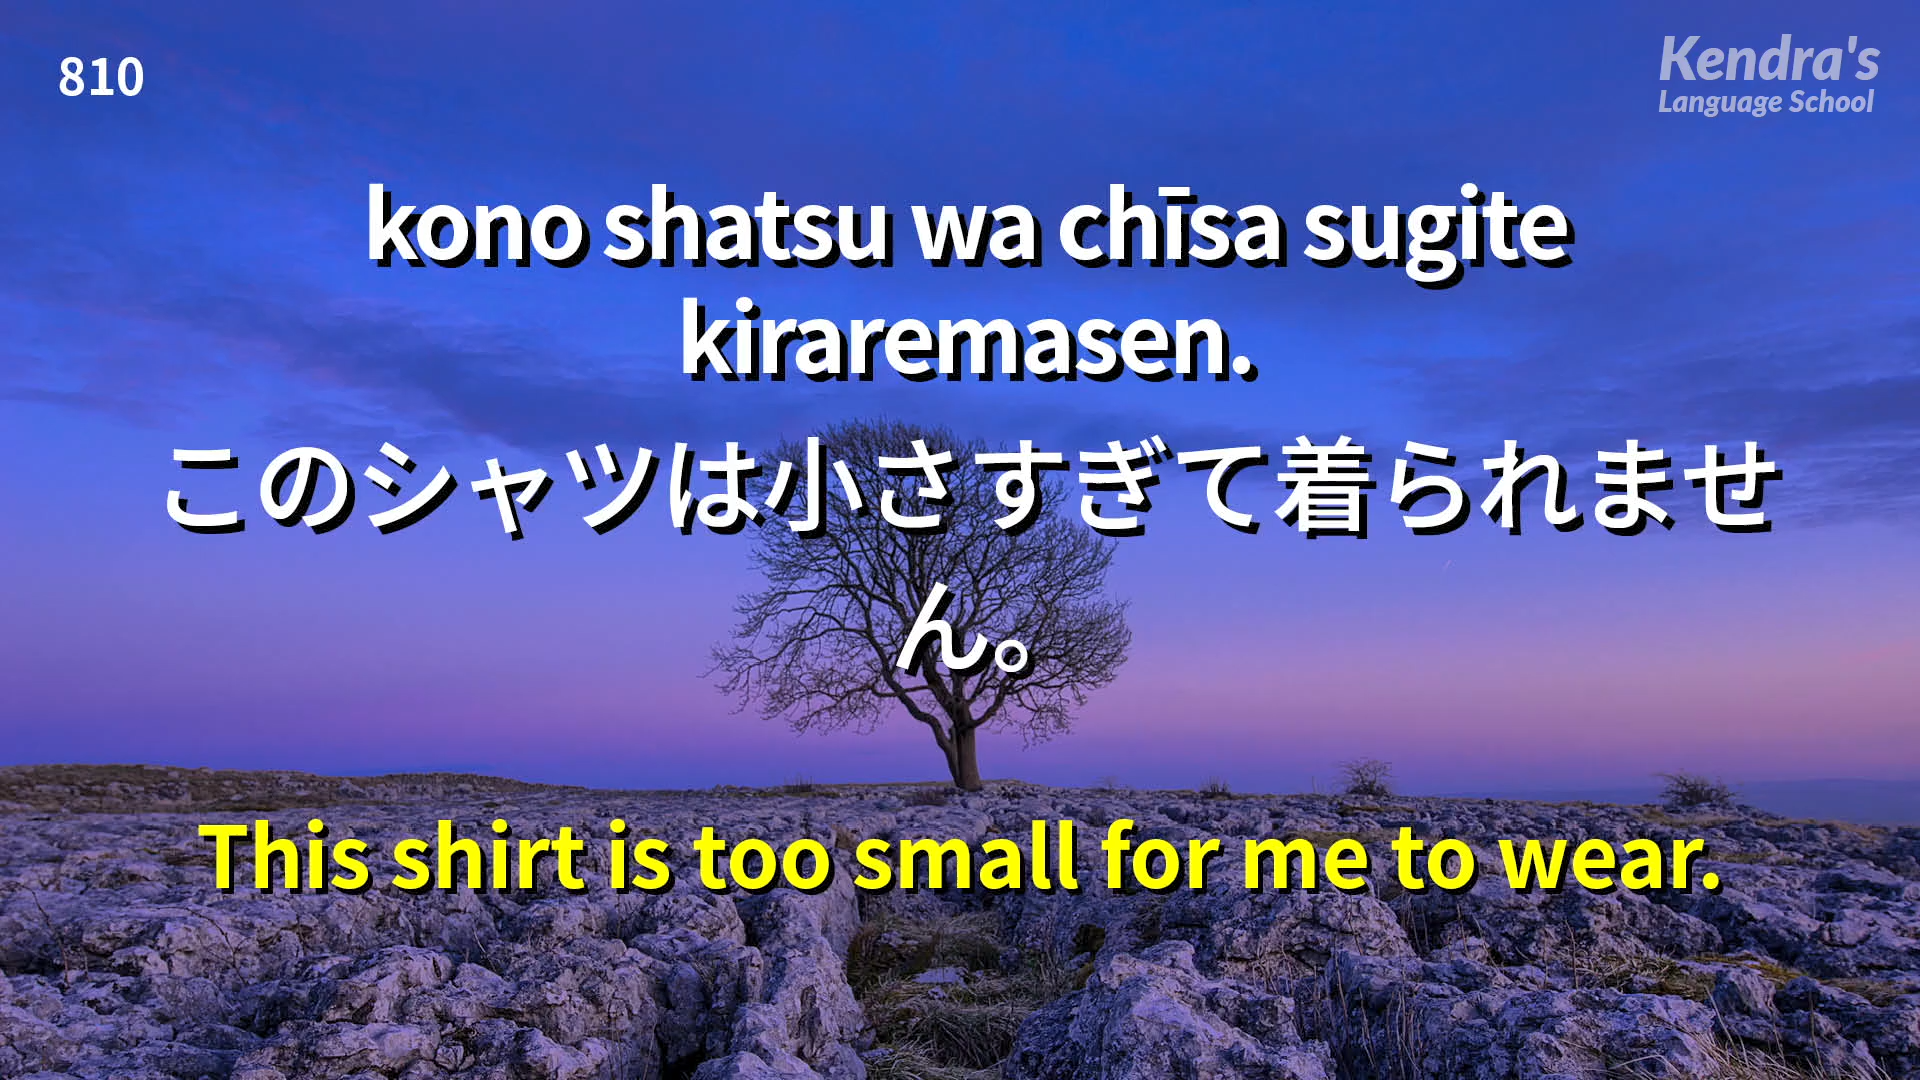 810
Kendra's
Language School
kono shatsu wa chīsa sugite
kiraremasen.
このシャツは小さすぎて着られませ
ん。
This shirt is too small for me to wear.